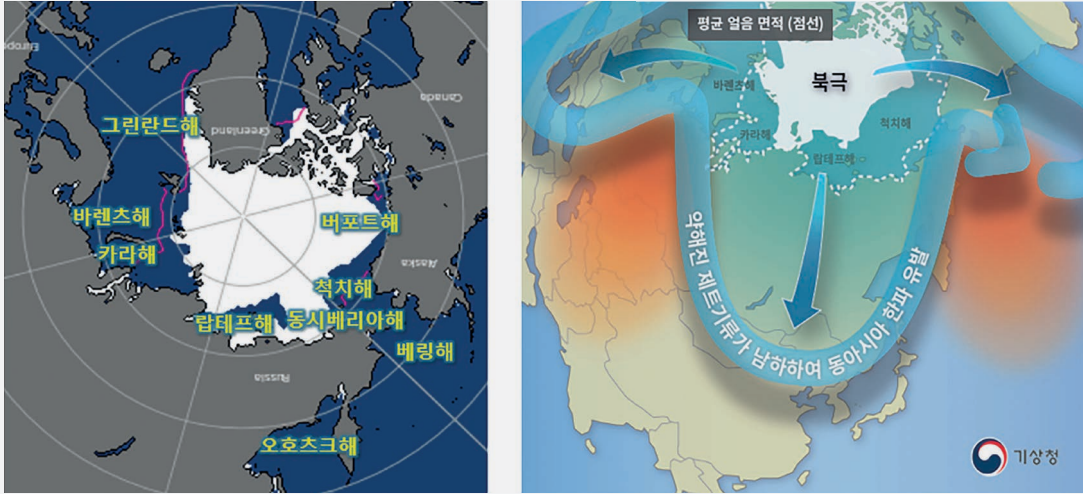 Europe
Canada
그린란드해
Greenland
바렌츠해
버포트해
카라해
Alaska
척치해
랍테프해
동시베리아해
베링해
Russia
오호츠크해
평균 얼음 면적 (점선)
바렌츠해
북극
카라해
척치해
랍테프해
약해진 제트기류가 남하하여 동아시아 한파 유발
기상청